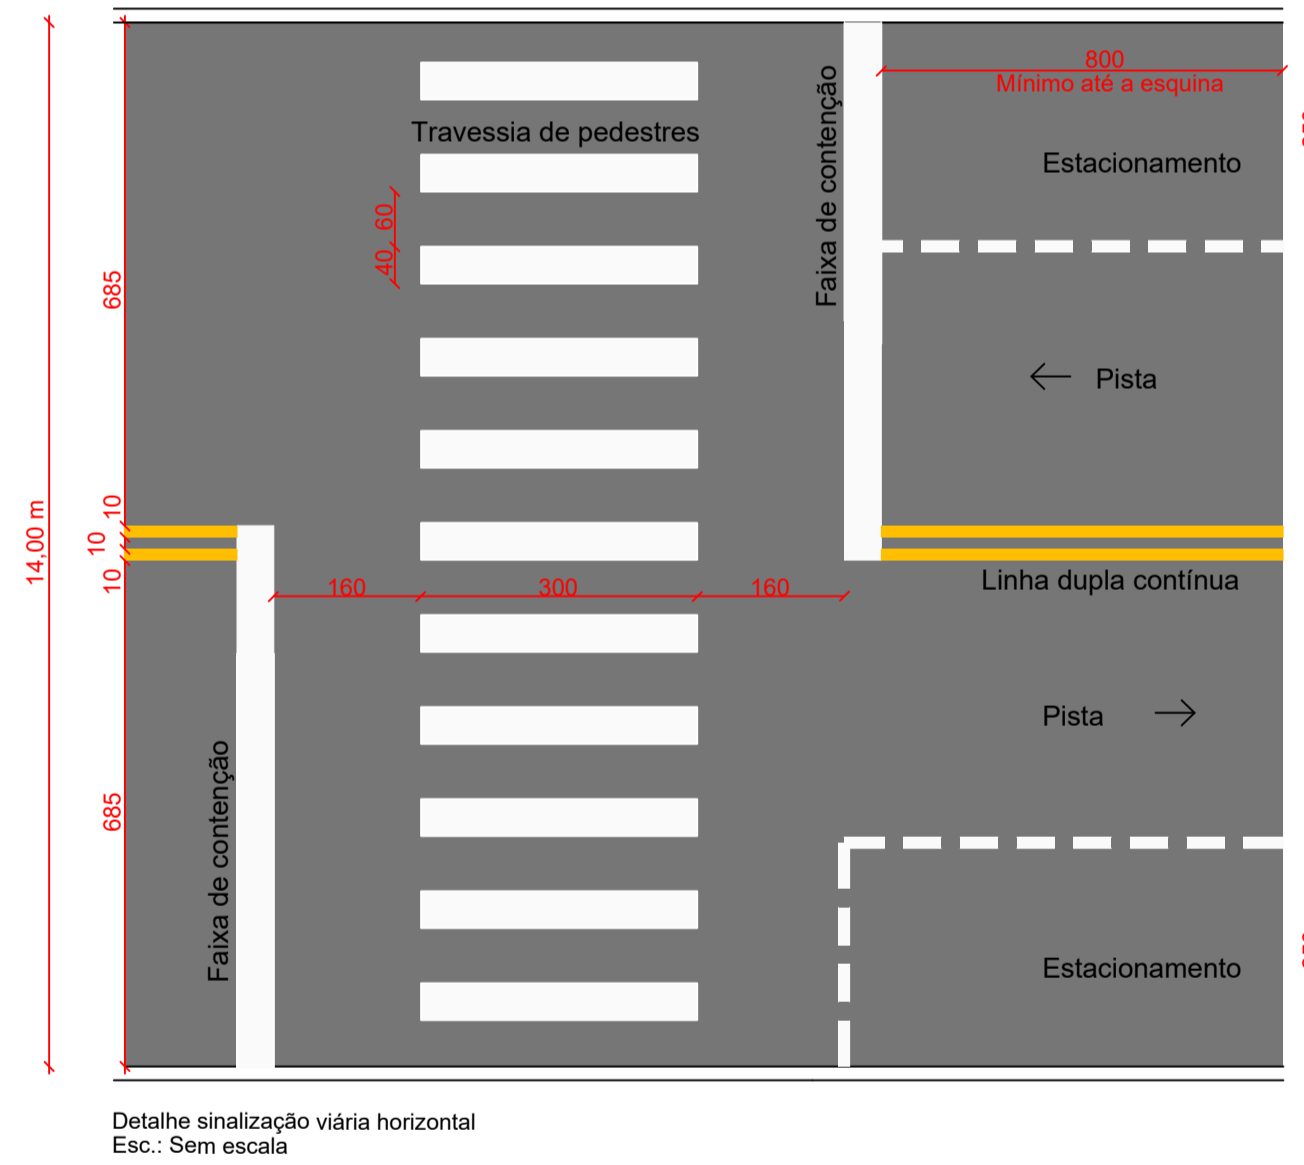 800
Mínimo até a esquina
Travessia de pedestres
Faixa de contenção
Estacionamento
60
40
685
Pista
14,00 m
10
10
10
Linha dupla contínua
160
300
160
Pista
685
Faixa de contenção
Estacionamento
Detalhe sinalização viária horizontal
Esc.: Sem escala